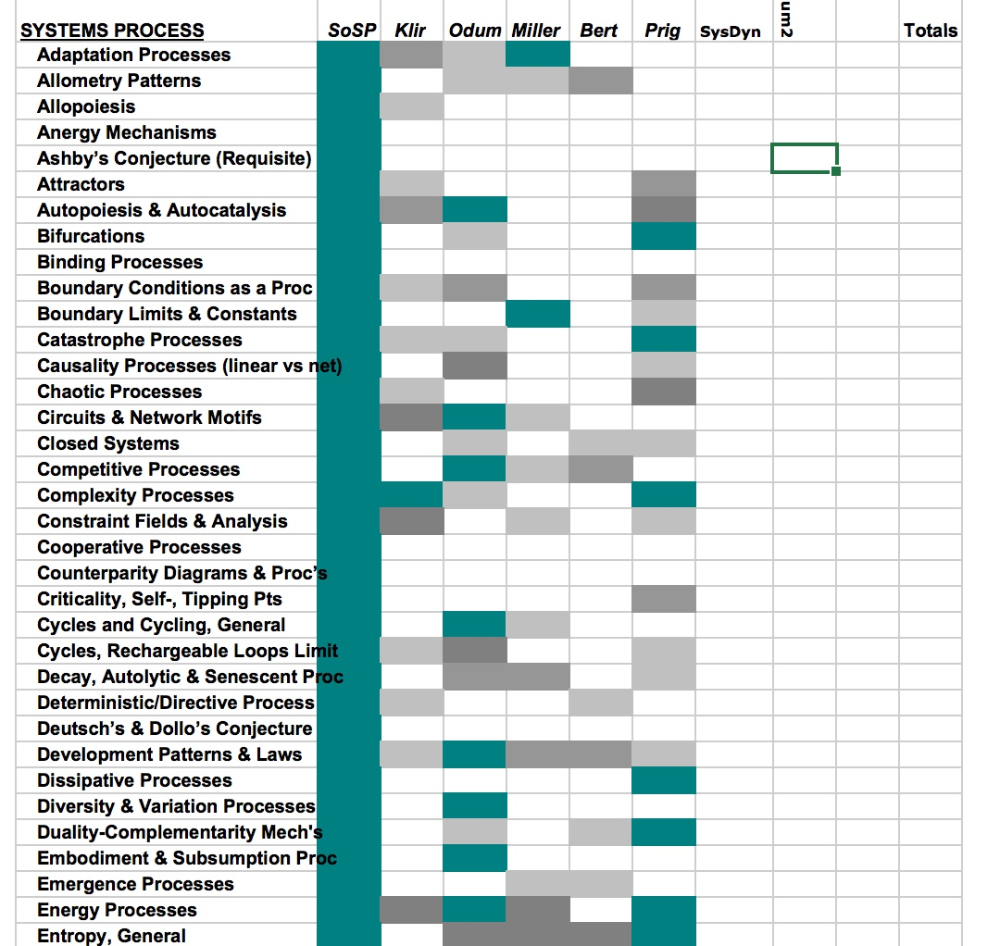 SYSTEMS PROCESS SoSP Klir Odum Miller Bert Prig SysDyn um2 Totals
Adaptation Processes
Allometry Patterns
Allopoiesis
Anergy Mechanisms
Ashby’s Conjecture (Requisite)
Attractors
Autopoiesis & Autocatalysis
Bifurcations
Binding Processes
Boundary Conditions as a Proc
Boundary Limits & Constants
Catastrophe Processes
Causality Processes (linear vs net)
Chaotic Processes
Circuits & Network Motifs
Closed Systems
Competitive Processes
Complexity Processes
Constraint Fields & Analysis
Cooperative Processes
Counterparity Diagrams & Proc’s
Criticality, Self-, Tipping Pts
Cycles and Cycling, General
Cycles, Rechargeable Loops Limit
Decay, Autolytic & Senescent Proc
Deterministic/Directive Process
Deutsch’s & Dollo’s Conjecture
Development Patterns & Laws
Dissipative Processes
Diversity & Variation Processes
Duality-Complementarity Mech's
Embodiment & Subsumption Proc
Emergence Processes
Energy Processes
Entropy, General